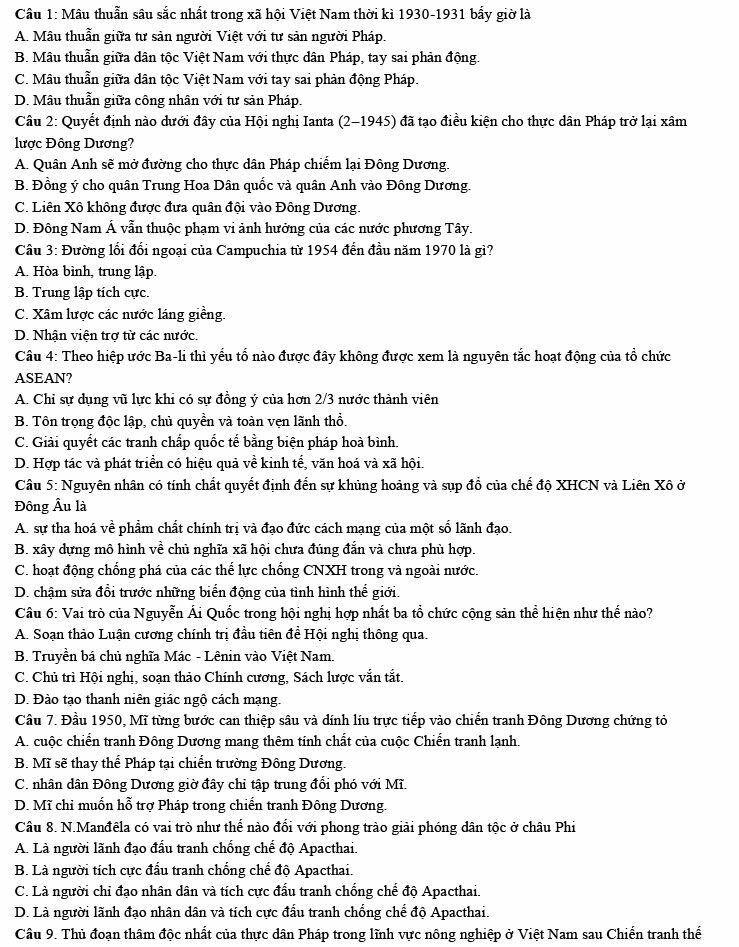 Câu 1: Mâu thuẫn sâu sắc nhất trong xã hội Việt Nam thời kì 1930-1931 bấy giờ là
A. Mâu thuẫn giữa tư sản người Việt với tư sản người Pháp.
B. Mâu thuẫn giữa dân tộc Việt Nam với thực dân Pháp, tay sai phản động.
C. Mâu thuẫn giữa dân tộc Việt Nam với tay sai phản động Pháp.
D. Mâu thuẫn giữa công nhân với tư sản Pháp.
Câu 2: Quyết định nào dưới đây của Hội nghị Ianta (2–1945) đã tạo điều kiện cho thực dân Pháp trở lại xâm
lược Đông Dương?
A. Quân Anh sẽ mở đường cho thực dân Pháp chiếm lại Đông Dương.
B. Đồng ý cho quân Trung Hoa Dân quốc và quân Anh vào Đông Dương.
C. Liên Xô không được đưa quân đội vào Đông Dương.
D. Đông Nam Á vẫn thuộc phạm vi ảnh hưởng của các nước phương Tây.
Câu 3: Đường lối đối ngoại của Campuchia từ 1954 đến đầu năm 1970 là gì?
A. Hòa bình, trung lập.
B. Trung lập tích cực.
C. Xâm lược các nước láng giềng.
D. Nhận viện trợ từ các nước.
Câu 4: Theo hiệp ước Ba-li thì yếu tố nào được đây không được xem là nguyên tắc hoạt động của tổ chức
ASEAN?
A. Chỉ sự dụng vũ lực khi có sự đồng ý của hơn 2/3 nước thành viên
B. Tôn trọng độc lập, chủ quyền và toàn vẹn lãnh thổ.
C. Giải quyết các tranh chấp quốc tế bằng biện pháp hoà bình.
D. Hợp tác và phát triển có hiệu quả về kinh tế, văn hoá và xã hội.
Câu 5: Nguyên nhân có tính chất quyết định đến sự khủng hoảng và sụp đổ của chế độ XHCN và Liên Xô ở
Đông Âu là
A. sự tha hoá về phẩm chất chính trị và đạo đức cách mạng của một số lãnh đạo.
B. xây dựng mô hình về chủ nghĩa xã hội chưa đúng đắn và chưa phù hợp.
C. hoạt động chống phá của các thế lực chống CNXH trong và ngoài nước.
D. chậm sửa đổi trước những biến động của tình hình thế giới.
Câu 6: Vai trò của Nguyễn Ái Quốc trong hội nghị hợp nhất ba tổ chức cộng sản thể hiện như thế nào?
A. Soạn thảo Luận cương chính trị đầu tiên để Hội nghị thông qua.
B. Truyền bá chủ nghĩa Mác - Lênin vào Việt Nam.
C. Chủ trì Hội nghị, soạn thảo Chính cương, Sách lược vắn tắt.
D. Đào tạo thanh niên giác ngộ cách mạng.
Câu 7. Đầu 1950, Mĩ từng bước can thiệp sâu và dính líu trực tiếp vào chiến tranh Đông Dương chứng tỏ
A. cuộc chiến tranh Đông Dương mang thêm tính chất của cuộc Chiến tranh lạnh.
B. Mĩ sẽ thay thế Pháp tại chiến trường Đông Dương.
C. nhân dân Đông Dương giờ đây chỉ tập trung đối phó với Mĩ.
D. Mĩ chỉ muốn hỗ trợ Pháp trong chiến tranh Đông Dương.
Câu 8. N.Manđêla có vai trò như thế nào đối với phong trào giải phóng dân tộc ở châu Phi
A. Là người lãnh đạo đấu tranh chống chế độ Apacthai.
B. Là người tích cực đấu tranh chống chế độ Apacthai.
C. Là người chỉ đạo nhân dân và tích cực đấu tranh chống chế độ Apacthai.
D. Là người lãnh đạo nhân dân và tích cực đấu tranh chống chế độ Apacthai.
Câu 9. Thủ đoạn thâm độc nhất của thực dân Pháp trong lĩnh vực nông nghiệp ở Việt Nam sau Chiến tranh thế